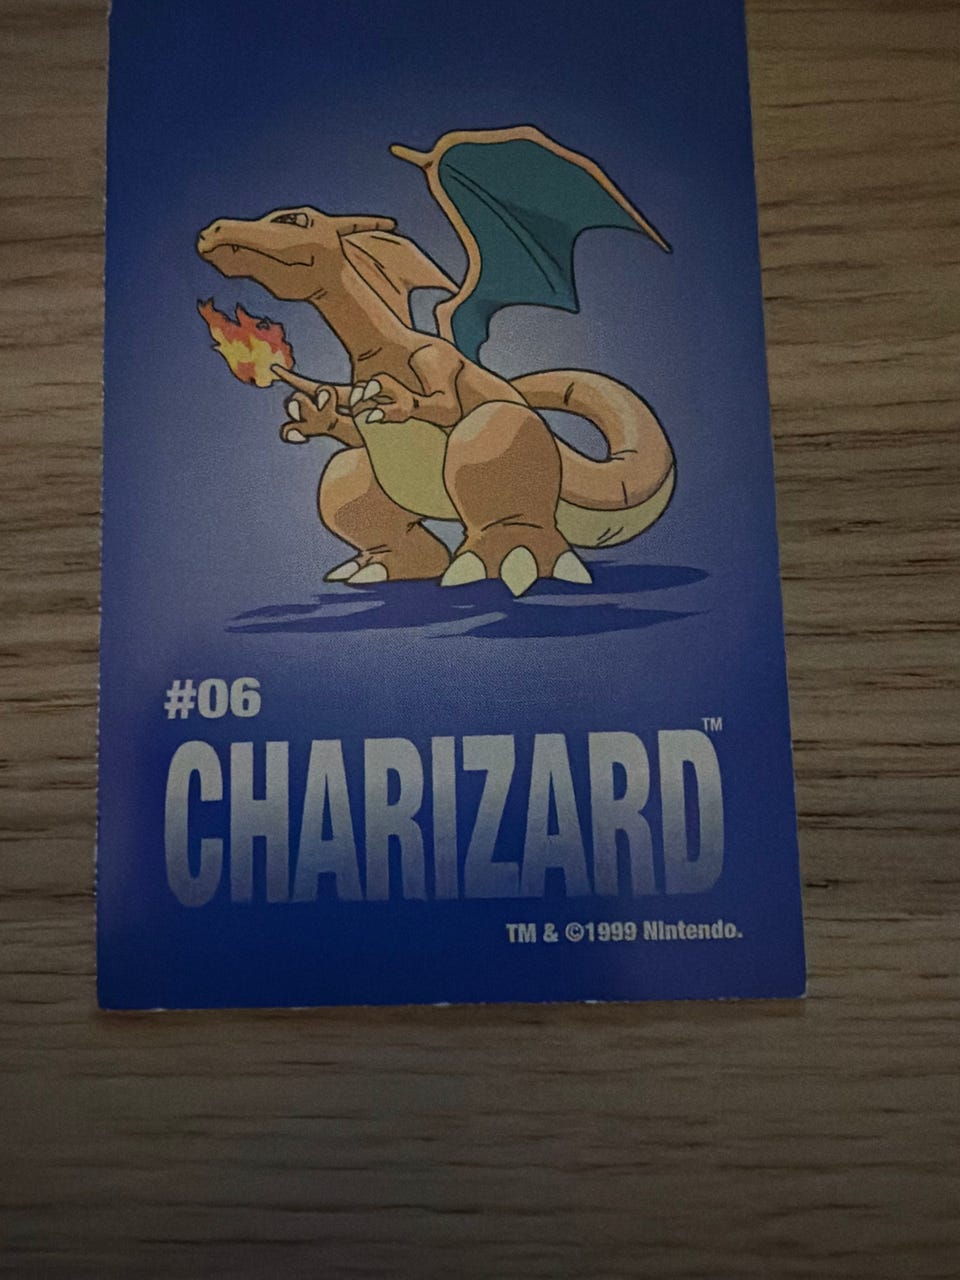 #06
CHARIZARD™
TM & ©1999 Nintendo.